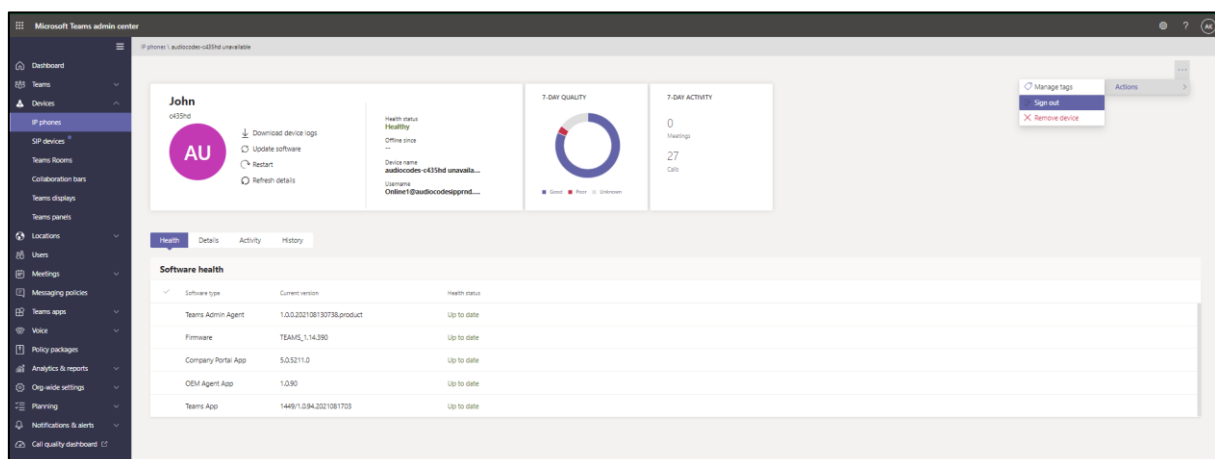 Microsoft Teams admin center
?
AK
IP phones \ audiocodes-c435hd unavailable
Dashboard
Teams
Devices
IP phones
SIP devices
Teams Rooms
Collaboration bars
Teams displays
Teams panels
Locations
Users
Meetings
Messaging policies
Teams apps
Voice
Policy packages
Analytics & reports
Org-wide settings
Planning
Notifications & alerts
Call quality dashboard
John
c435hd
AU
Download device logs
Update software
Restart
Refresh details
Health status
Healthy
Offline since
--
Device name
audiocodes-c435hd unavaila...
Username
Online1@audiocodesipprnd....
7-DAY QUALITY
Good Poor Unknown
7-DAY ACTIVITY
0
Meetings
27
Calls
...
Manage tags
Sign out
Remove device
Actions
Health Details Activity History
Software health
Software type Current version Health status
Teams Admin Agent 1.0.0.202108130738.product Up to date
Firmware TEAMS_1.14.390 Up to date
Company Portal App 5.0.5211.0 Up to date
OEM Agent App 1.0.90 Up to date
Teams App 1449/1.0.94.2021081703 Up to date